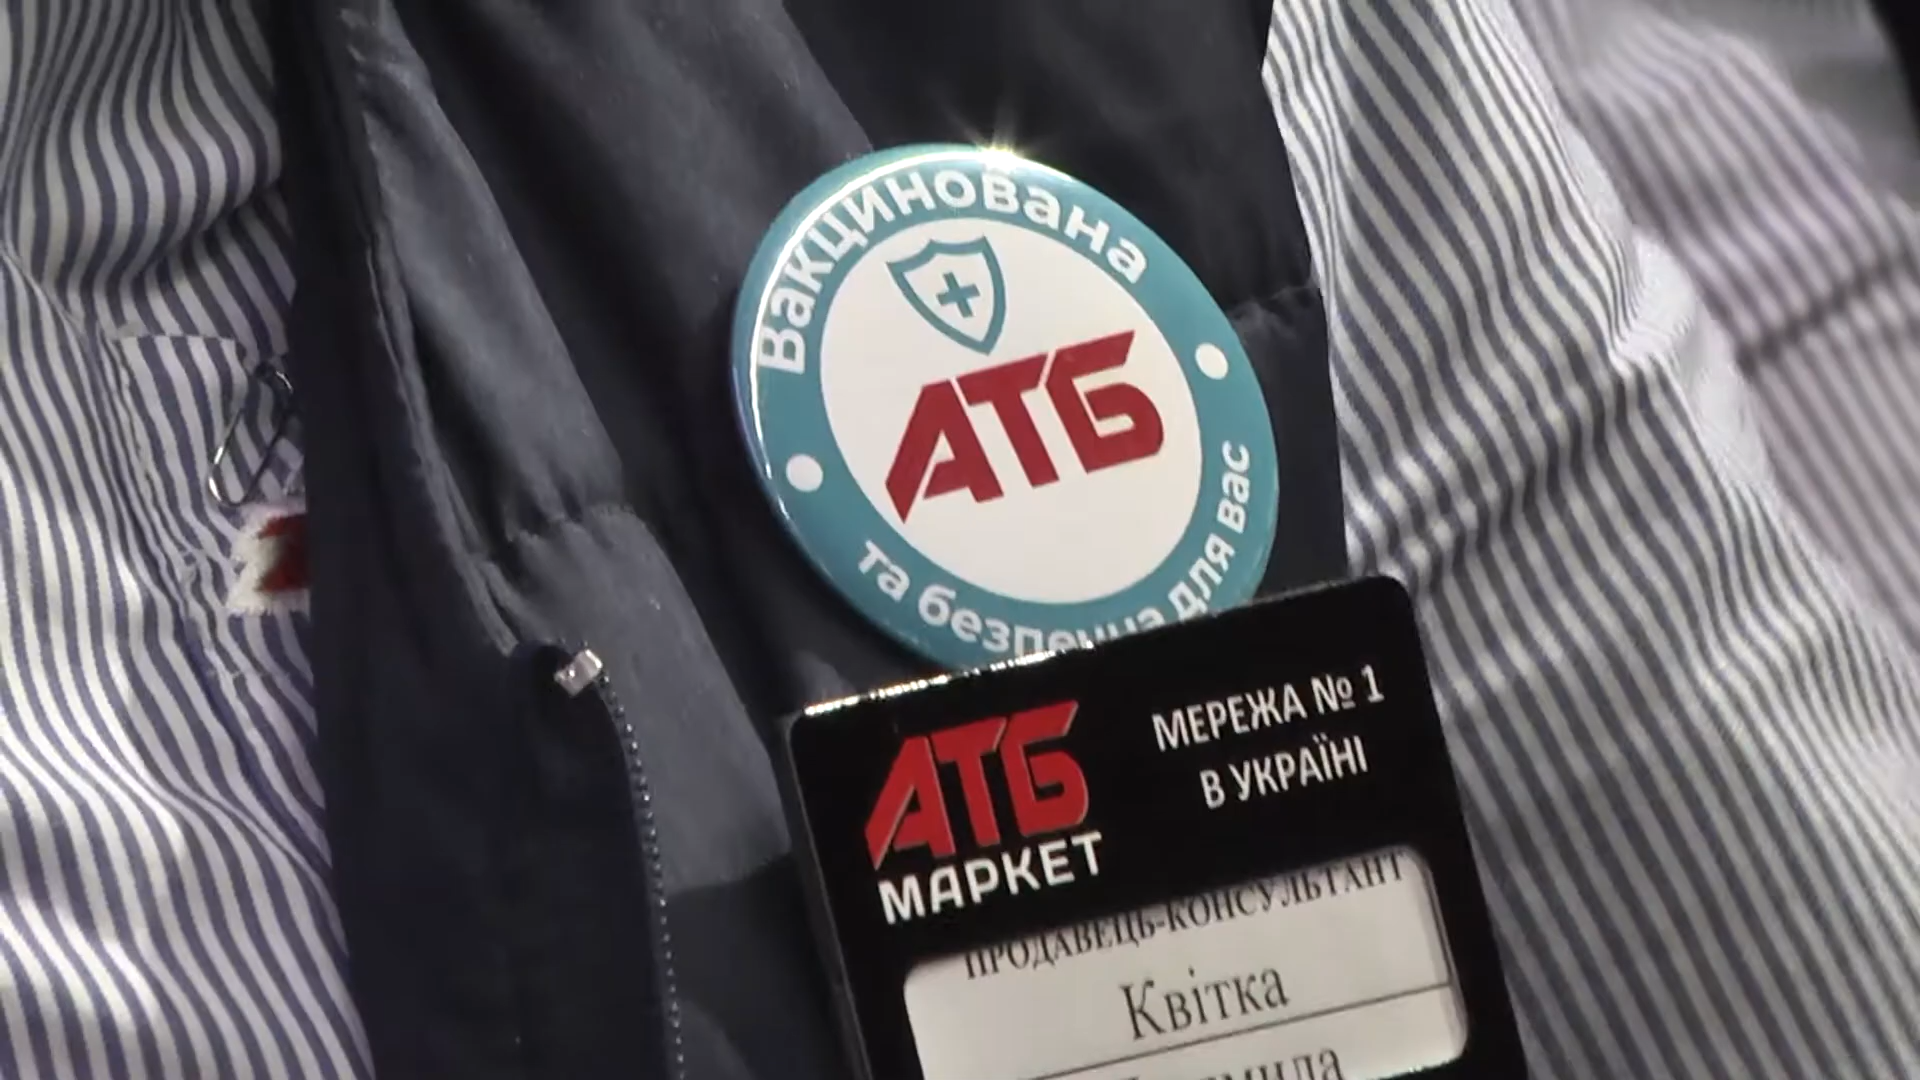 Вакцинована
АТБ
та безпечна для вас
АТБ
МАРКЕТ
МЕРЕЖА № 1
В УКРАЇНІ
ПРОДАВЕЦЬ-КОНСУЛЬТАНТ
Квітка